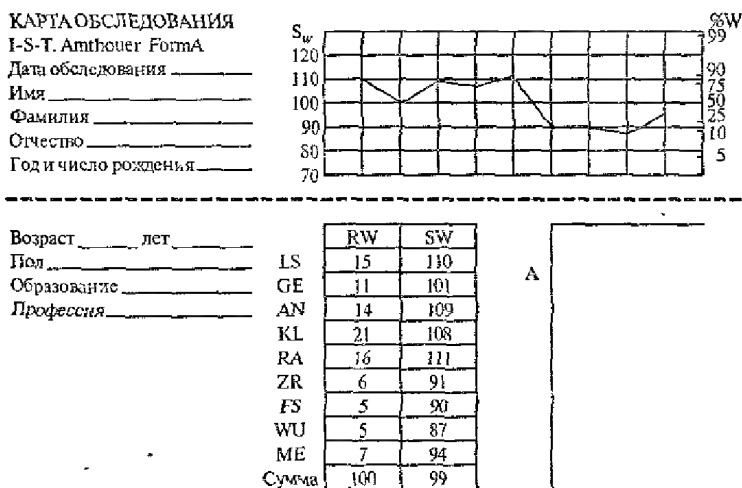 КАРТА ОБСЛЕДОВАНИЯ
I-S-T. Amthouer FormA
Дата обследования
Имя
Фамилия
Отчество
Год и число рождения
Sw %W
120 99
110 90
100 75
90 50
80 25
70 10
5
Возраст лет
Пол
Образование
Профессия
RW SW
LS 15 110
GE 11 101
AN 14 109
KL 21 108
RA 16 111
ZR 6 91
FS 5 90
WU 5 87
ME 7 94
Сумма 100 99
A